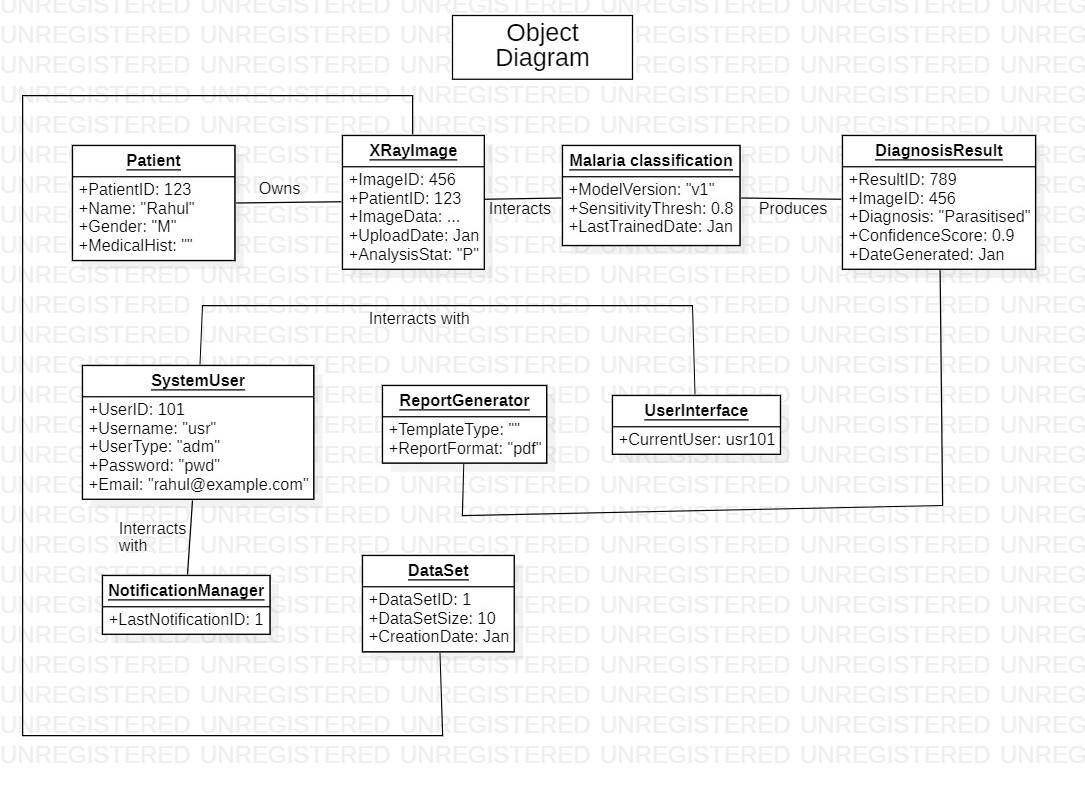 Object
Diagram
Patient
+PatientID: 123
+Name: "Rahul"
+Gender: "M"
+MedicalHist: ""
Owns
XRayImage
+ImageID: 456
+PatientID: 123
+ImageData: ...
+UploadDate: Jan
+AnalysisStat: "P"
Interacts
Malaria classification
+ModelVersion: "v1"
+SensitivityThresh: 0.8
+LastTrainedDate: Jan
Produces
DiagnosisResult
+ResultID: 789
+ImageID: 456
+Diagnosis: "Parasitised"
+ConfidenceScore: 0.9
+DateGenerated: Jan
Interracts with
SystemUser
+UserID: 101
+Username: "usr"
+UserType: "adm"
+Password: "pwd"
+Email: "rahul@example.com"
ReportGenerator
+TemplateType: ""
+ReportFormat: "pdf"
UserInterface
+CurrentUser: usr101
Interracts
with
NotificationManager
+LastNotificationID: 1
DataSet
+DataSetID: 1
+DataSetSize: 10
+CreationDate: Jan
UNREGISTERED